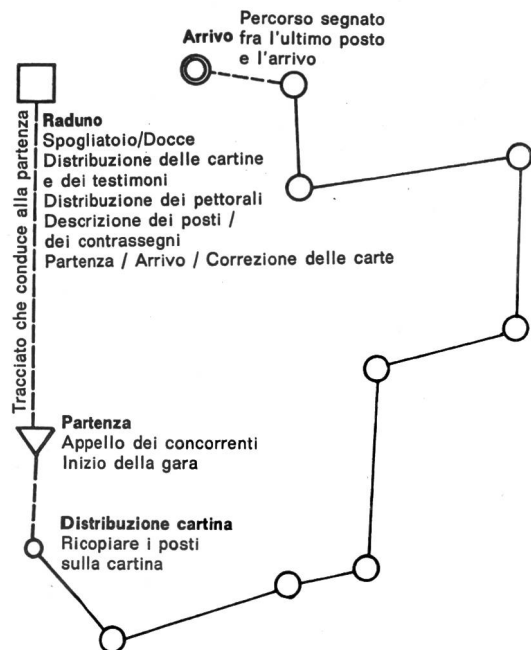 Percorso segnato
Arrivo fra l'ultimo posto
e l'arrivo
Raduno
Spogliatoio/Docce
Distribuzione delle cartine
e dei testimoni
Distribuzione dei pettorali
Descrizione dei posti /
dei contrassegni
Partenza / Arrivo / Correzione delle carte
Tracciato che conduce alla partenza
Partenza
Appello dei concorrenti
Inizio della gara
Distribuzione cartina
Ricopiare i posti
sulla cartina